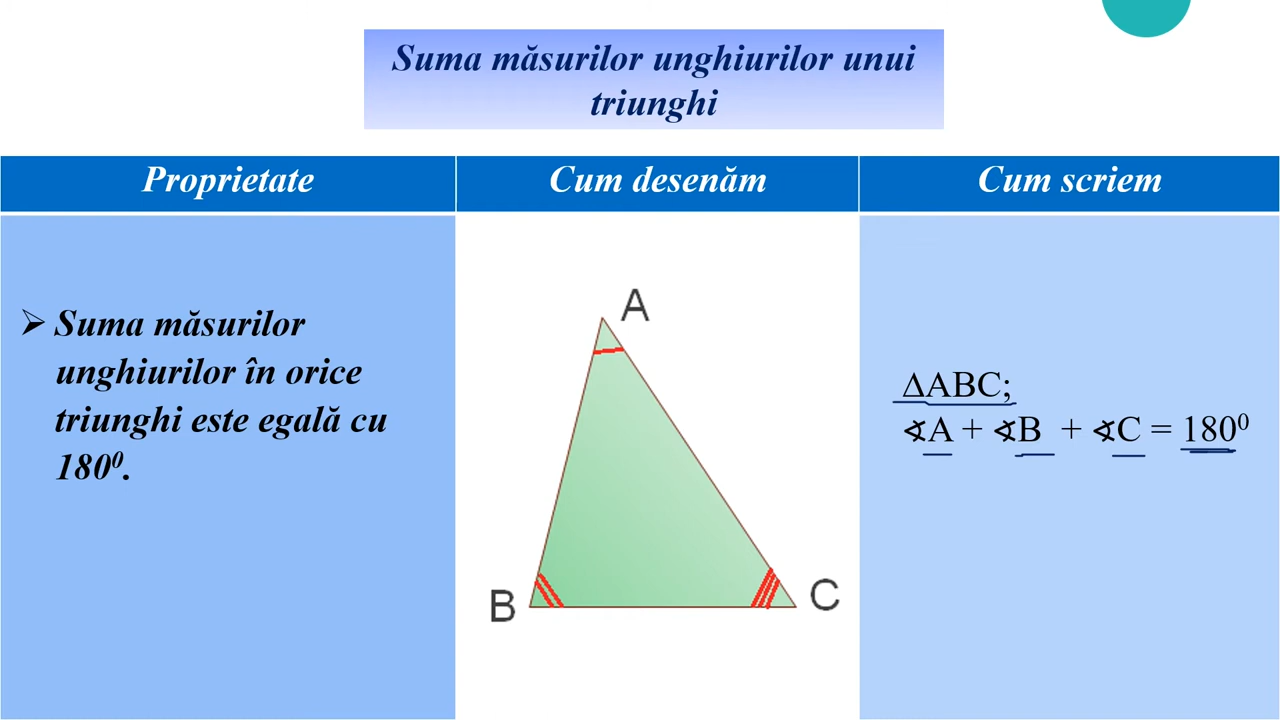 Suma măsurilor unghiurilor unui
triunghi
Proprietate
Cum desenăm
Cum scriem
➢ Suma măsurilor
unghiurilor în orice
triunghi este egală cu
180⁰.
A
B
C
∆ABC;
∢A + ∢B + ∢C = 180⁰